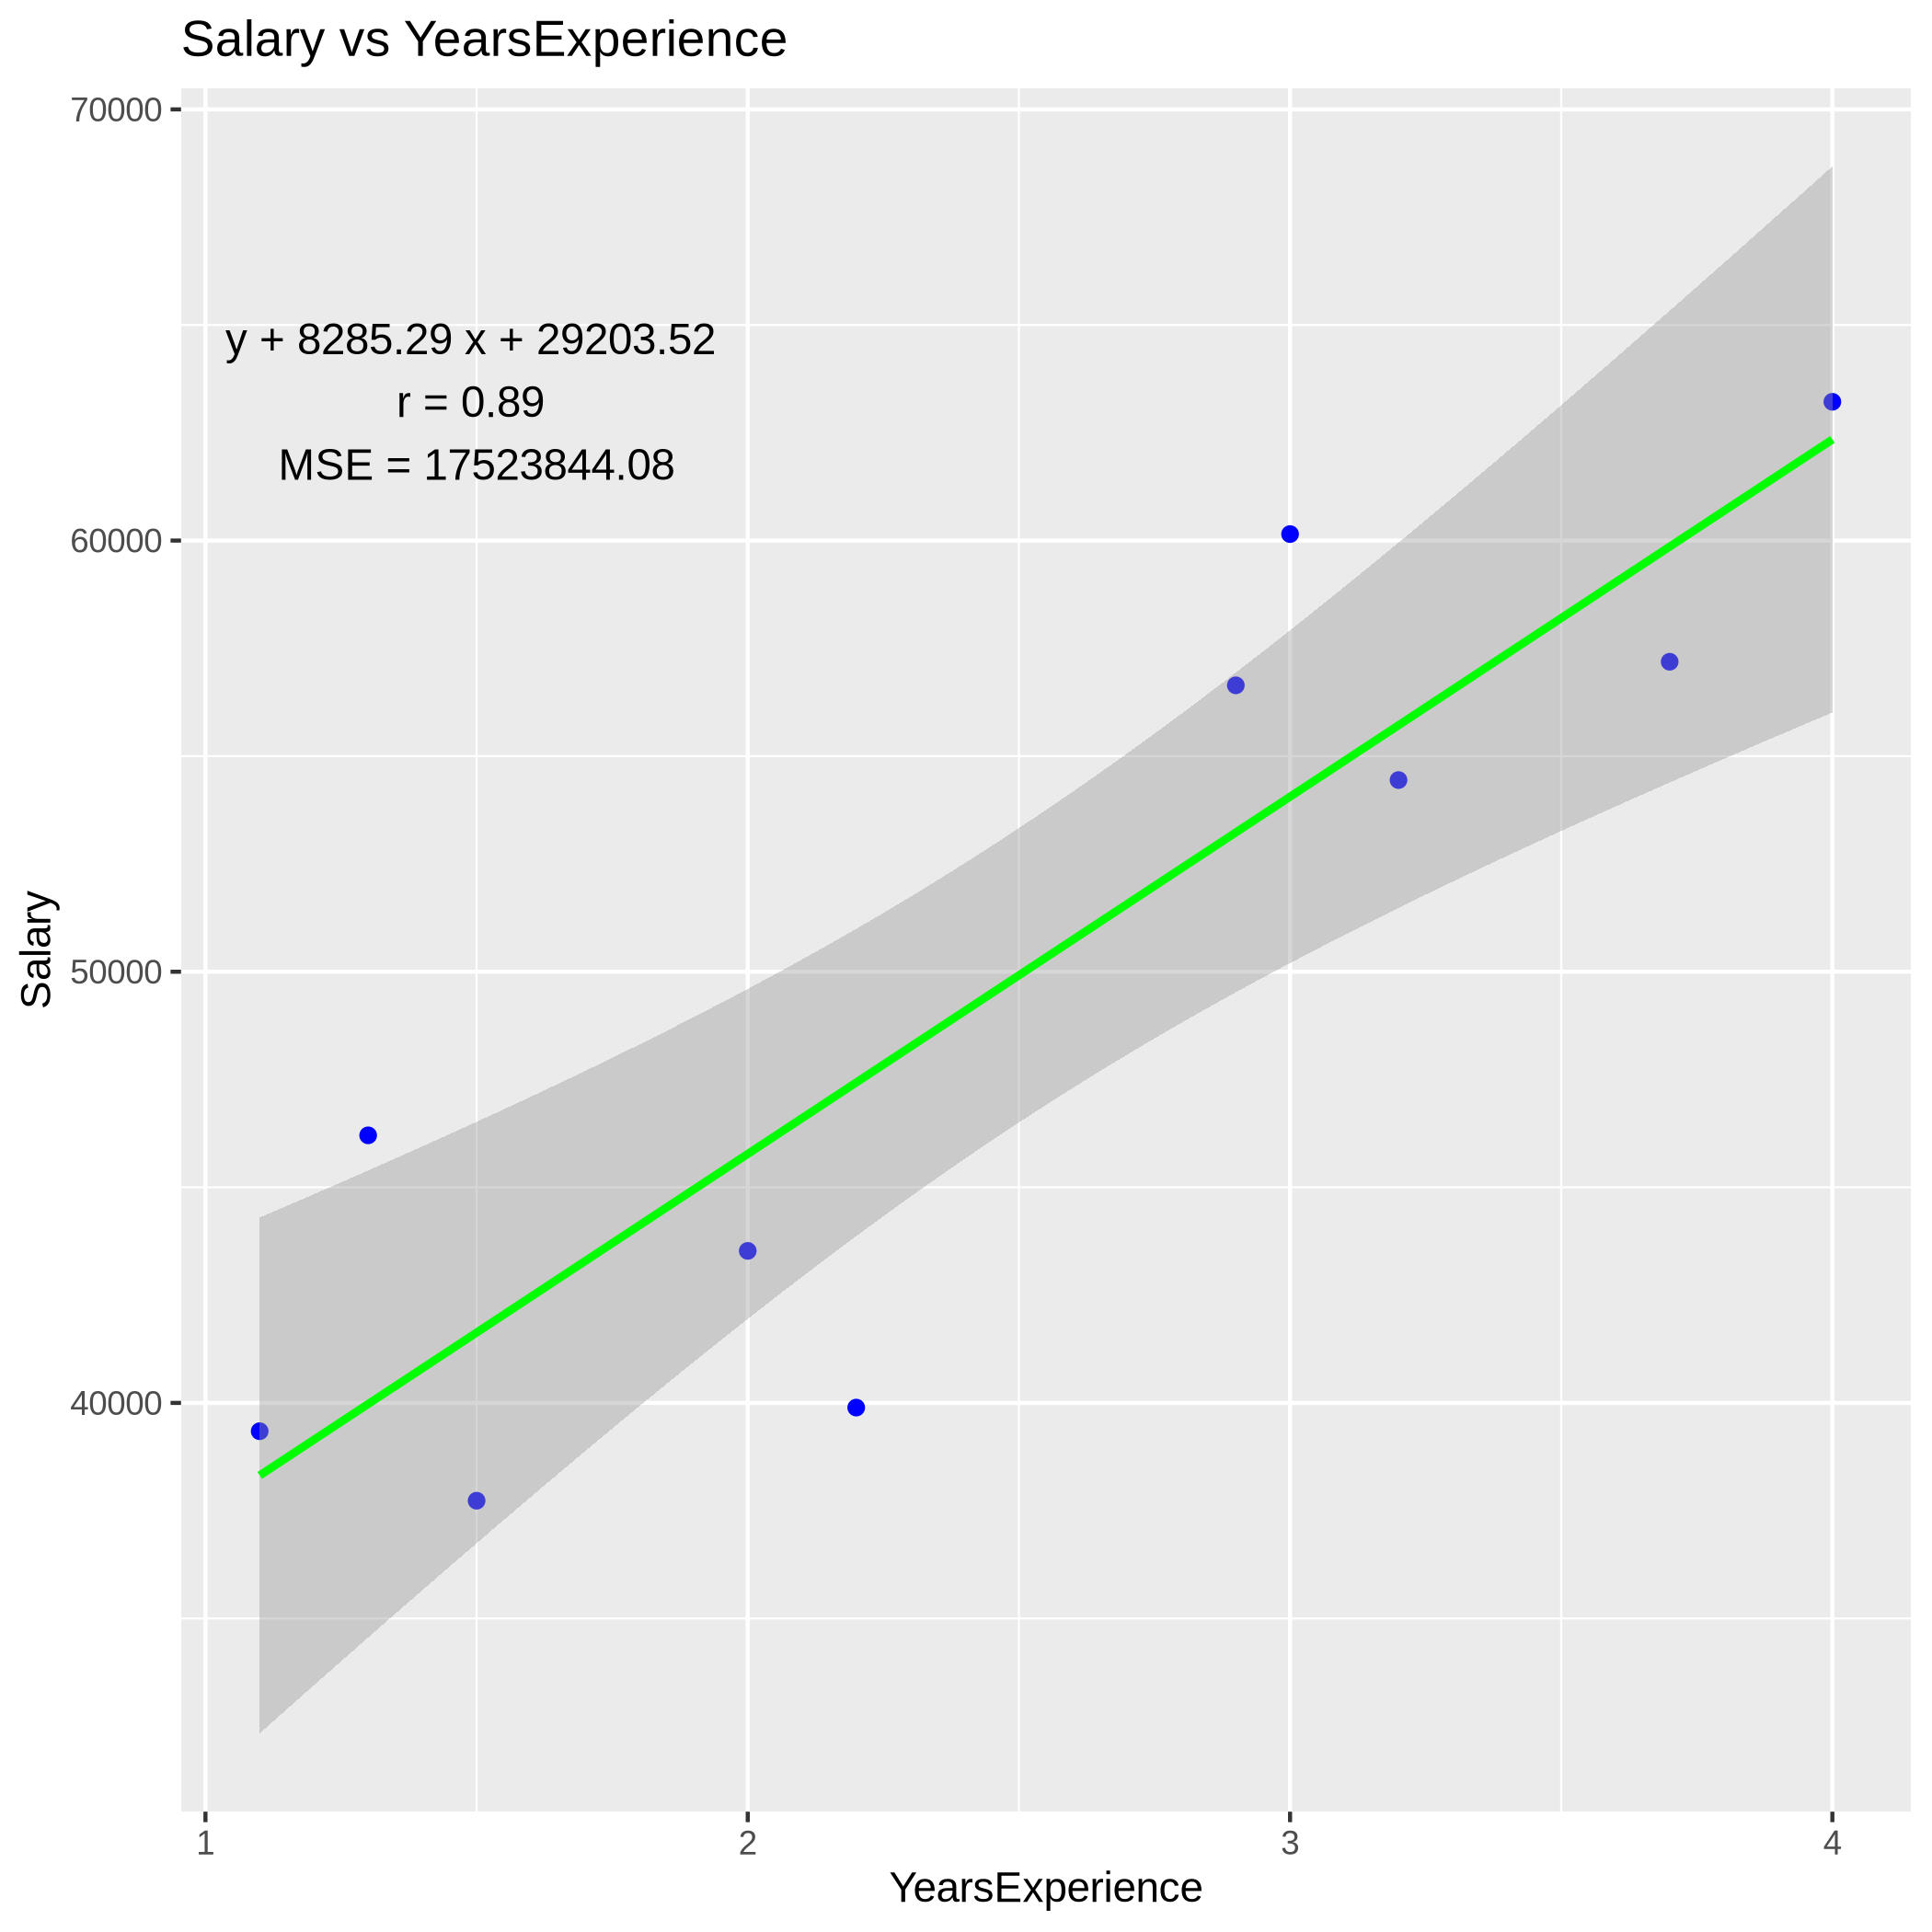 Salary vs YearsExperience
70000
60000
50000
40000
y + 8285.29 x + 29203.52
r = 0.89
MSE = 17523844.08
Salary
1 2 3 4
YearsExperience